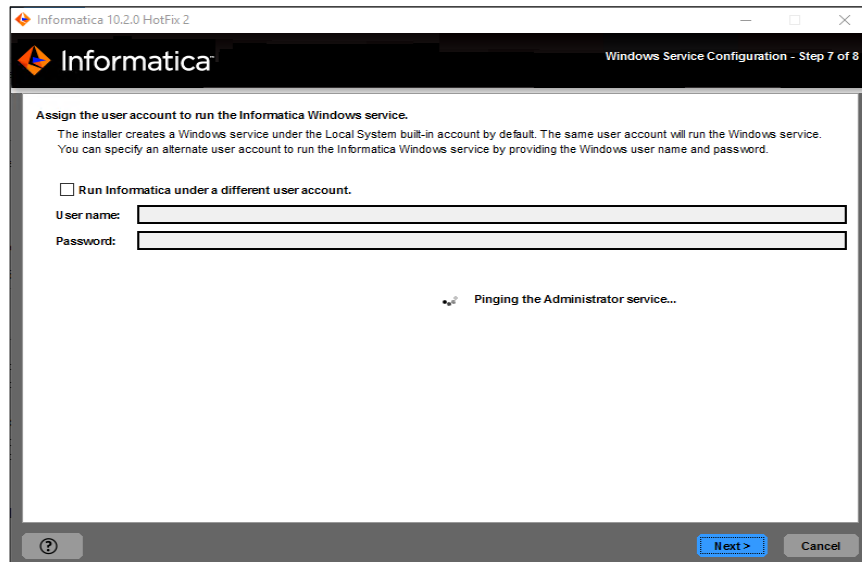 Informatica 10.2.0 HotFix 2
Informatica
Windows Service Configuration - Step 7 of 8
Assign the user account to run the Informatica Windows service.
The installer creates a Windows service under the Local System built-in account by default. The same user account will run the Windows service.
You can specify an alternate user account to run the Informatica Windows service by providing the Windows user name and password.
Run Informatica under a different user account.
User name:
Password:
Pinging the Administrator service...
?
Next >
Cancel